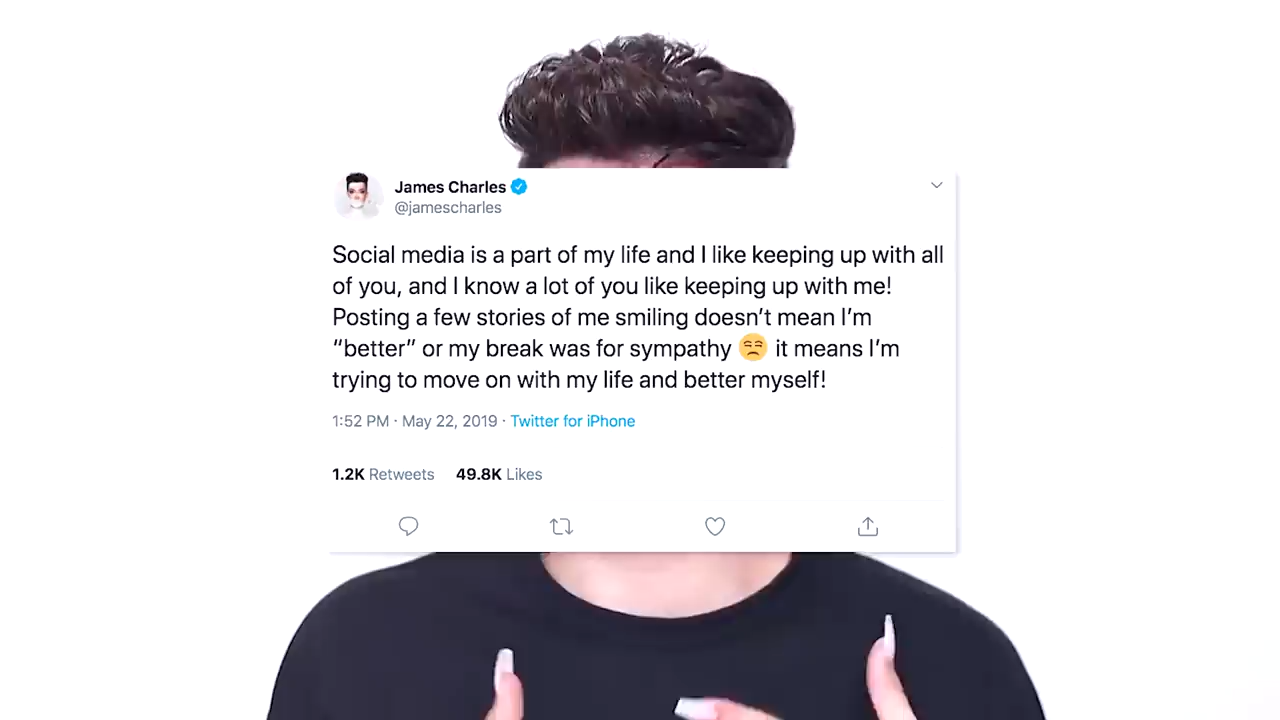 James Charles
@jamescharles
Social media is a part of my life and I like keeping up with all
of you, and I know a lot of you like keeping up with me!
Posting a few stories of me smiling doesn’t mean I’m
“better” or my break was for sympathy 😒 it means I’m
trying to move on with my life and better myself!
1:52 PM · May 22, 2019 · Twitter for iPhone
1.2K Retweets 49.8K Likes